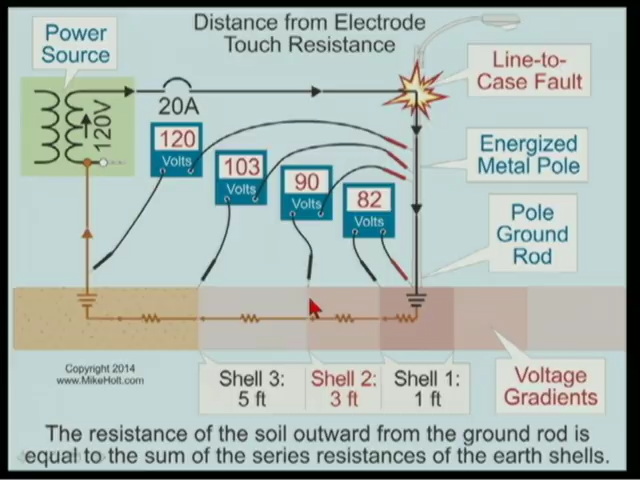 Distance from Electrode
Touch Resistance
Power
Source
Line-to-
Case Fault
120V
20A
120
Volts
103
Volts
90
Volts
82
Volts
Energized
Metal Pole
Pole
Ground
Rod
Copyright 2014
www.MikeHolt.com
Shell 3:
5 ft
Shell 2:
3 ft
Shell 1:
1 ft
Voltage
Gradients
The resistance of the soil outward from the ground rod is
equal to the sum of the series resistances of the earth shells.